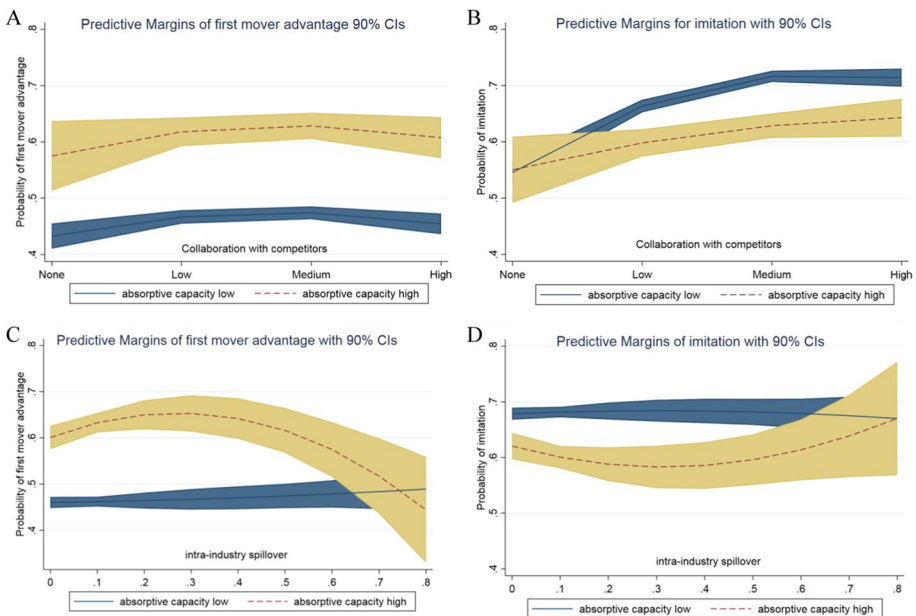 A
Predictive Margins of first mover advantage 90% CIs
Probability of first mover advantage
.8
.7
.6
.5
.4
Collaboration with competitors
None Low Medium High
absorptive capacity low absorptive capacity high
B
Predictive Margins for imitation with 90% CIs
Probability of imitation
.8
.7
.6
.5
.4
Collaboration with competitors
None Low Medium High
absorptive capacity low absorptive capacity high
C
Predictive Margins of first mover advantage with 90% CIs
Probability of first mover advantage
.8
.7
.6
.5
.4
intra-industry spillover
0 .1 .2 .3 .4 .5 .6 .7 .8
absorptive capacity low absorptive capacity high
D
Predictive Margins of imitation with 90% CIs
Probability of imitation
.8
.7
.6
.5
.4
intra-industry spillover
0 .1 .2 .3 .4 .5 .6 .7 .8
absorptive capacity low absorptive capacity high